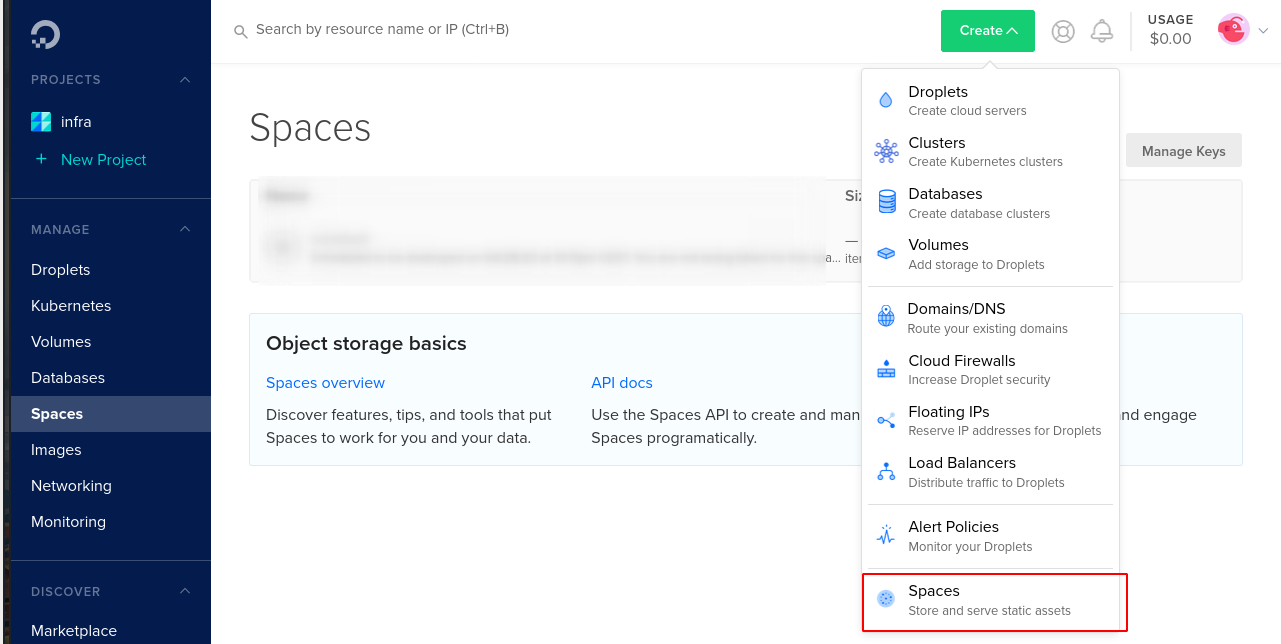 Search by resource name or IP (Ctrl+B)
Create
USAGE
$0.00
PROJECTS
infra
+ New Project
MANAGE
Droplets
Kubernetes
Volumes
Databases
Spaces
Images
Networking
Monitoring
DISCOVER
Marketplace
Spaces
Manage Keys
Siz
—
a... iter
Object storage basics
Spaces overview
Discover features, tips, and tools that put
Spaces to work for you and your data.
API docs
Use the Spaces API to create and man
Spaces programatically.
and engage
Droplets
Create cloud servers
Clusters
Create Kubernetes clusters
Databases
Create database clusters
Volumes
Add storage to Droplets
Domains/DNS
Route your existing domains
Cloud Firewalls
Increase Droplet security
Floating IPs
Reserve IP addresses for Droplets
Load Balancers
Distribute traffic to Droplets
Alert Policies
Monitor your Droplets
Spaces
Store and serve static assets